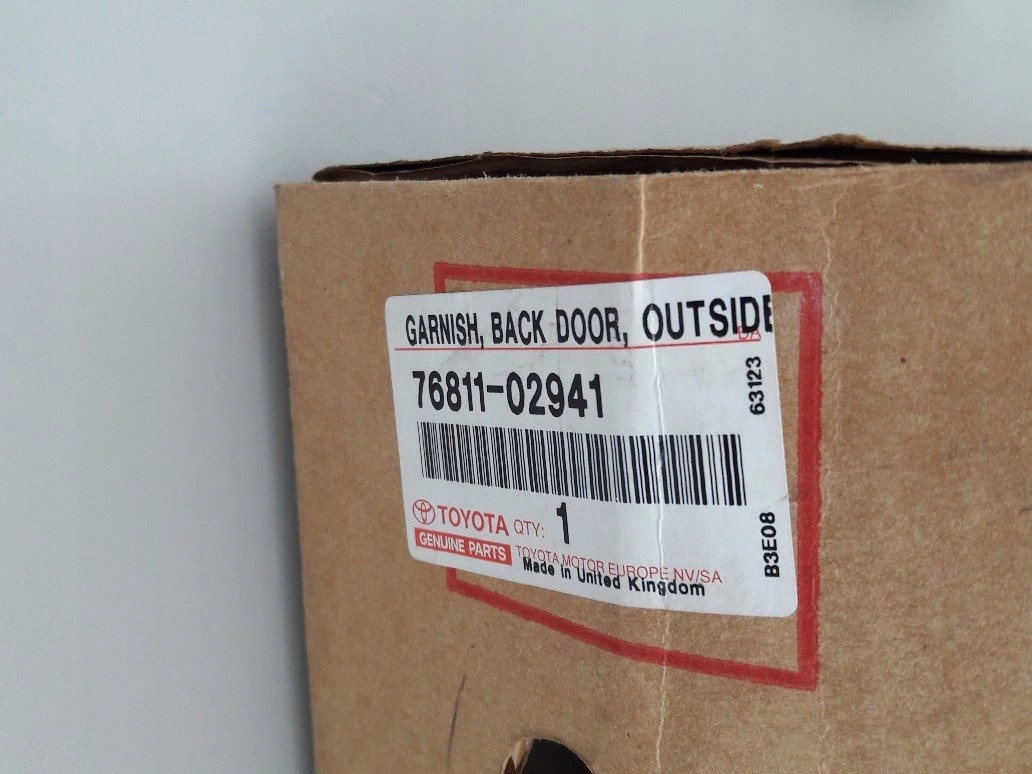 GARNISH, BACK DOOR, OUTSIDE
DA
76811-02941
63123
TOYOTA QTY: 1
GENUINE PARTS
TOYOTA MOTOR EUROPE NV/SA
Made in United Kingdom
B3E08